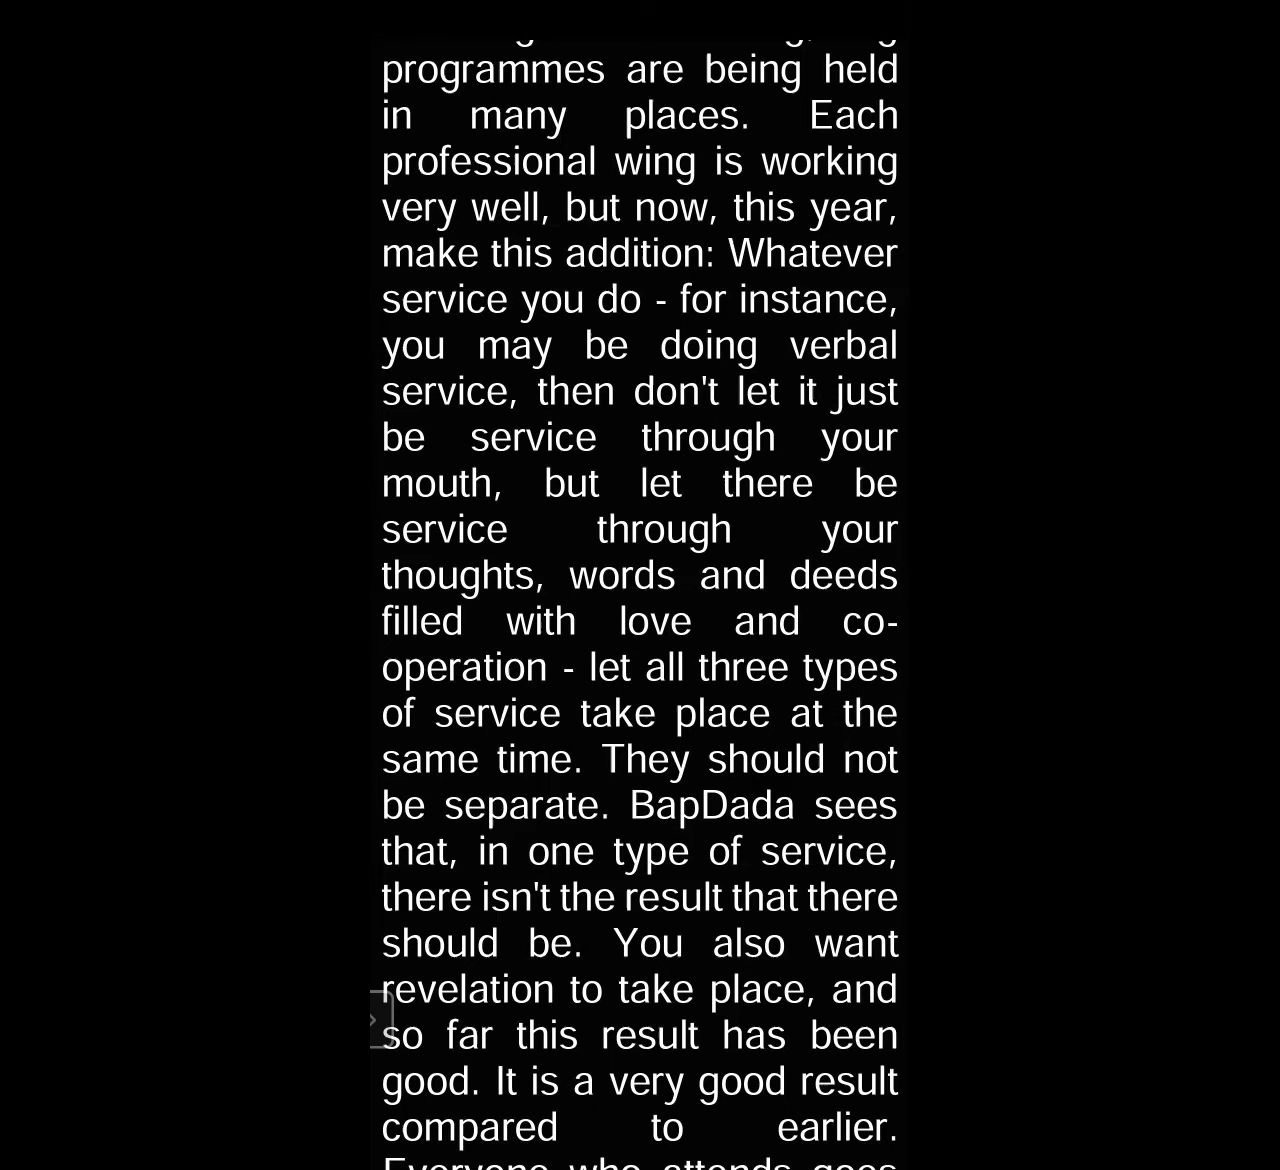 programmes are being held
in many places. Each
professional wing is working
very well, but now, this year,
make this addition: Whatever
service you do - for instance,
you may be doing verbal
service, then don't let it just
be service through your
mouth, but let there be
service through your
thoughts, words and deeds
filled with love and co-
operation - let all three types
of service take place at the
same time. They should not
be separate. BapDada sees
that, in one type of service,
there isn't the result that there
should be. You also want
revelation to take place, and
so far this result has been
good. It is a very good result
compared to earlier.
Everyone who attends goes